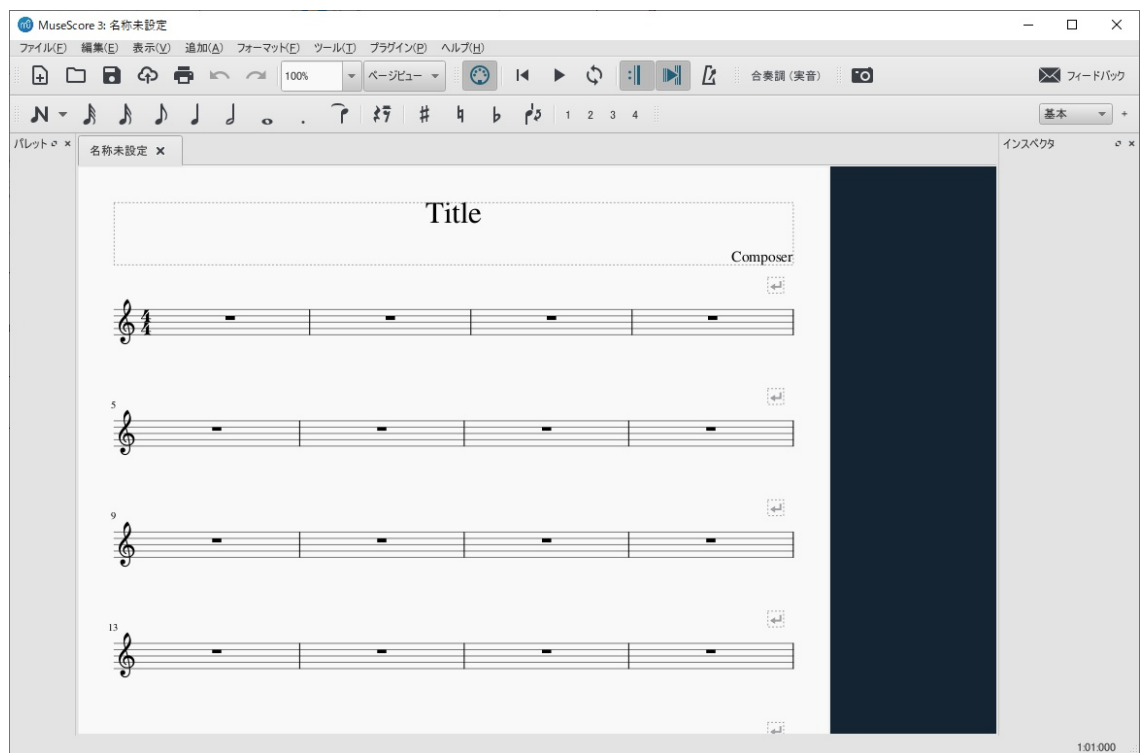 MuseScore 3: 名称未設定
ファイル(F) 編集(E) 表示(V) 追加(A) フォーマット(F) ツール(T) プラグイン(P) ヘルプ(H)
100% ページビュー 合奏調 (実音) フィードバック
1 2 3 4 基本 +
パレット 名称未設定 インスペクタ
Title
Composer
5
9
13
1:01:000